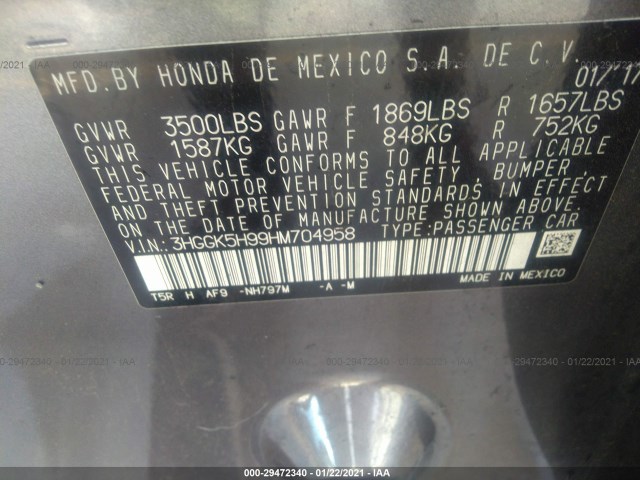 MFD.BY HONDA DE MEXICO S.A. DE C.V. 01/17
GVWR 3500LBS GAWR F 1869LBS R 1657LBS
GVWR 1587KG GAWR F 848KG R 752KG
THIS VEHICLE CONFORMS TO ALL APPLICABLE
FEDERAL MOTOR VEHICLE SAFETY, BUMPER,
AND THEFT PREVENTION STANDARDS IN EFFECT
ON THE DATE OF MANUFACTURE SHOWN ABOVE.
V.I.N: 3HGGK5H99HM704958 TYPE:PASSENGER CAR
T5R H AF9 -NH797M -A -M
MADE IN MEXICO
000-29472340 - 01/22/2021 - IAA